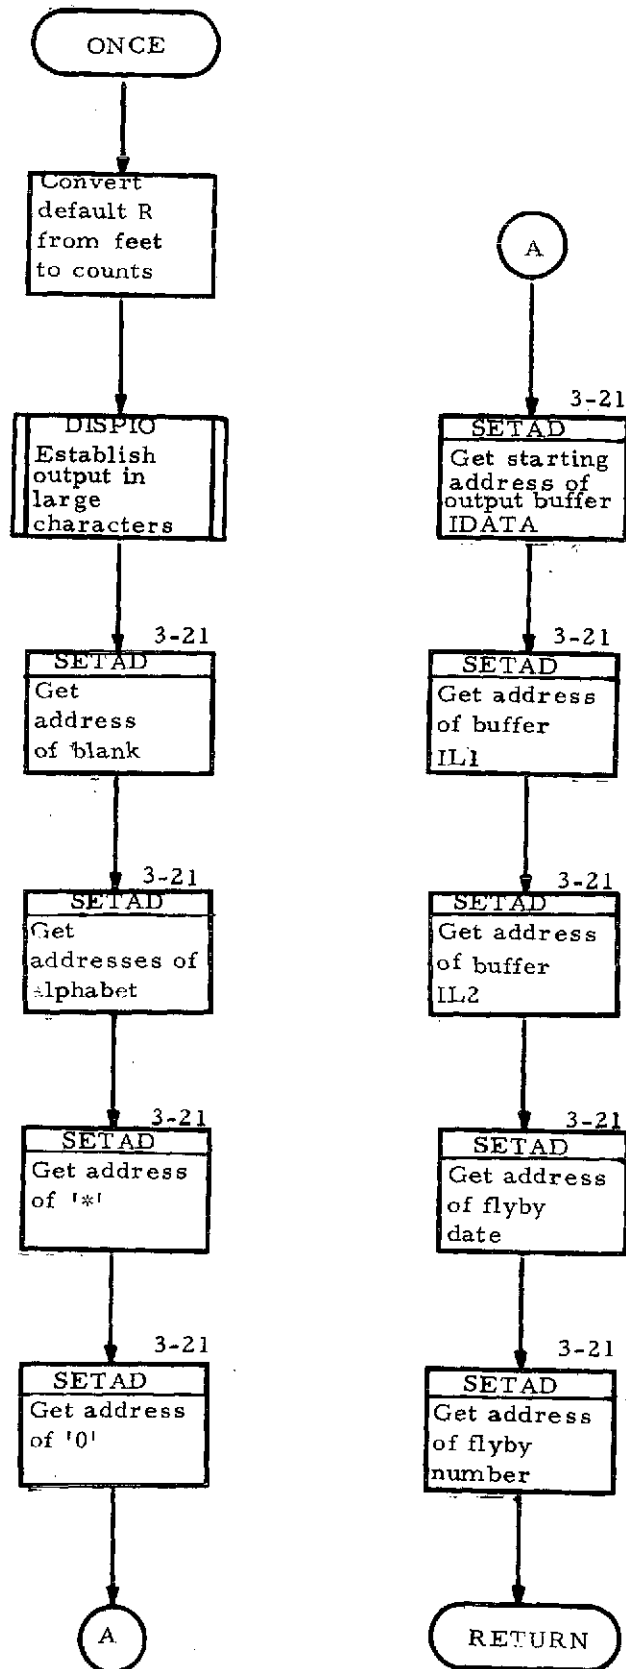 ONCE
Convert
default R
from feet
to counts
DISPIO
Establish
output in
large
characters
3-21
SETAD
Get
address
of blank
3-21
SETAD
Get
addresses of
alphabet
3-21
SETAD
Get address
of '*'
3-21
SETAD
Get address
of '0'
A
A
3-21
SETAD
Get starting
address of
output buffer
IDATA
3-21
SETAD
Get address
of buffer
IL1
3-21
SETAD
Get address
of buffer
IL2
3-21
SETAD
Get address
of flyby
date
3-21
SETAD
Get address
of flyby
number
RETURN